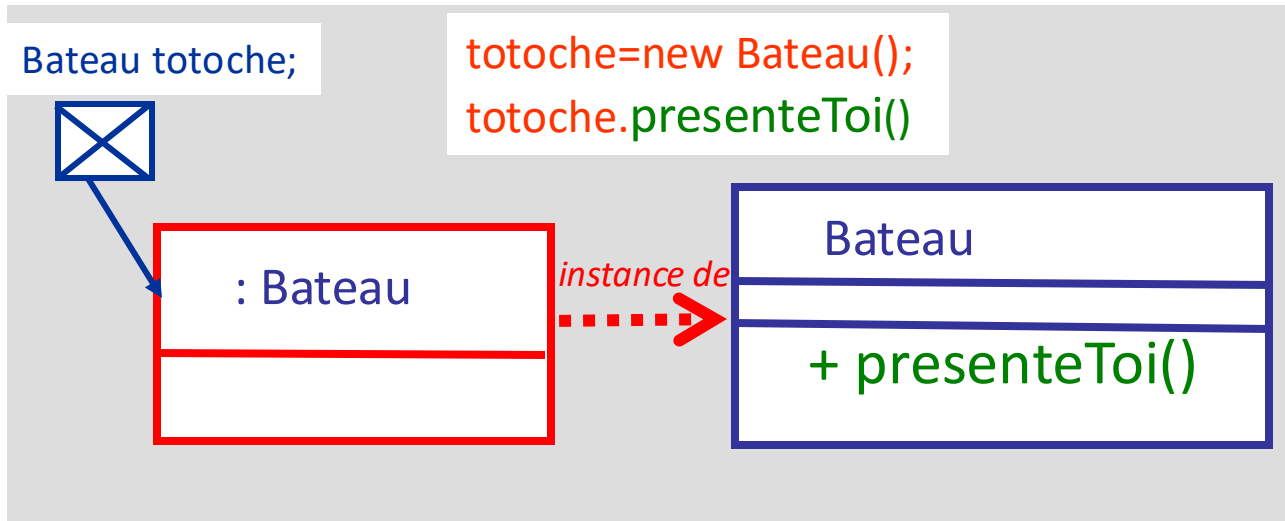 Bateau totoche;
totoche=new Bateau();
totoche.presenteToi()
: Bateau
instance de
Bateau
+ presenteToi()